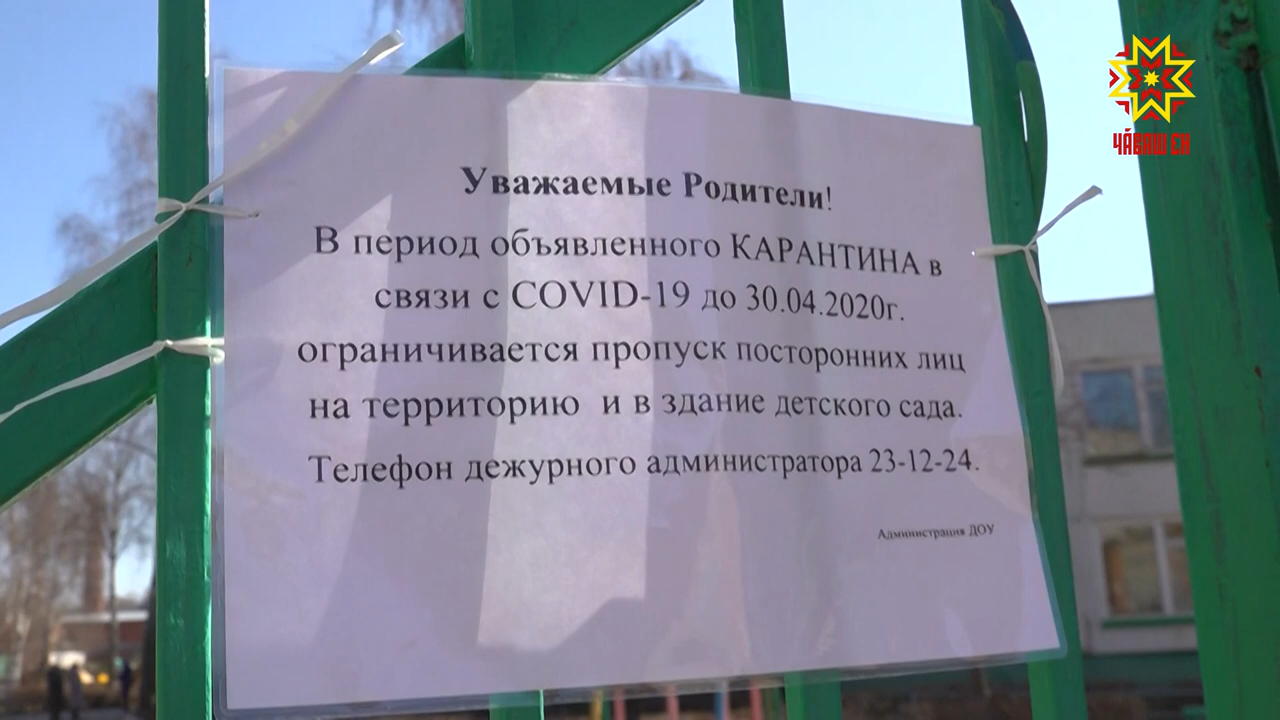 ЧӐВАШ ЕН
Уважаемые Родители!
В период объявленного КАРАНТИНА в
связи с COVID-19 до 30.04.2020г.
ограничивается пропуск посторонних лиц
на территорию и в здание детского сада.
Телефон дежурного администратора 23-12-24.
Администрация ДОУ